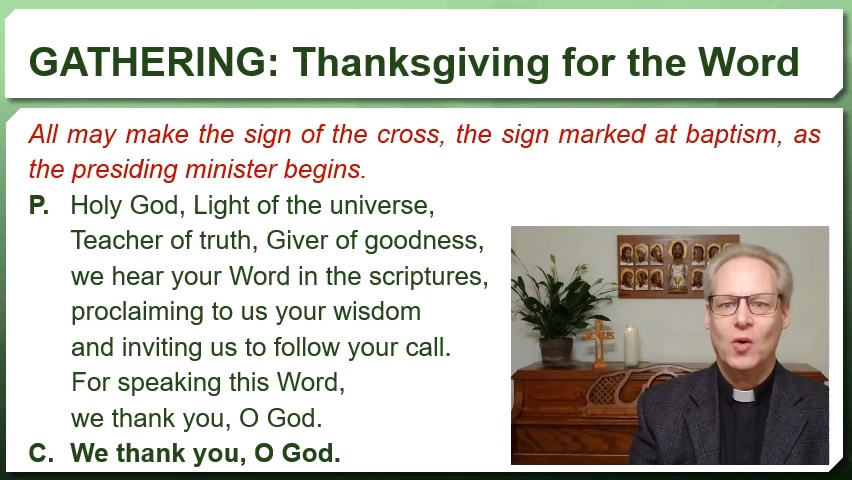 GATHERING: Thanksgiving for the Word
All may make the sign of the cross, the sign marked at baptism, as
the presiding minister begins.
P. Holy God, Light of the universe,
Teacher of truth, Giver of goodness,
we hear your Word in the scriptures,
proclaiming to us your wisdom
and inviting us to follow your call.
For speaking this Word,
we thank you, O God.
C. We thank you, O God.